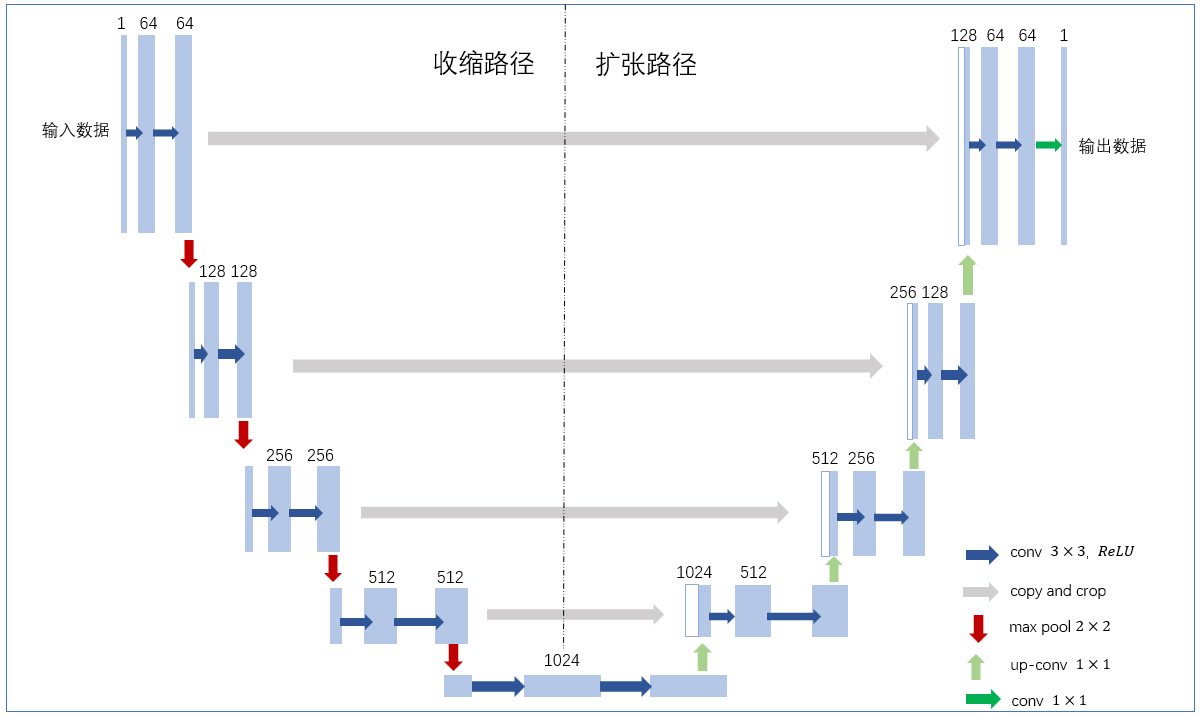 1 64 64
收缩路径
扩张路径
128 64 64 1
输入数据
输出数据
128 128
256 128
256 256
512 256
512 512
1024 512
1024
conv 3 × 3, ReLU
copy and crop
max pool 2 × 2
up-conv 1 × 1
conv 1 × 1